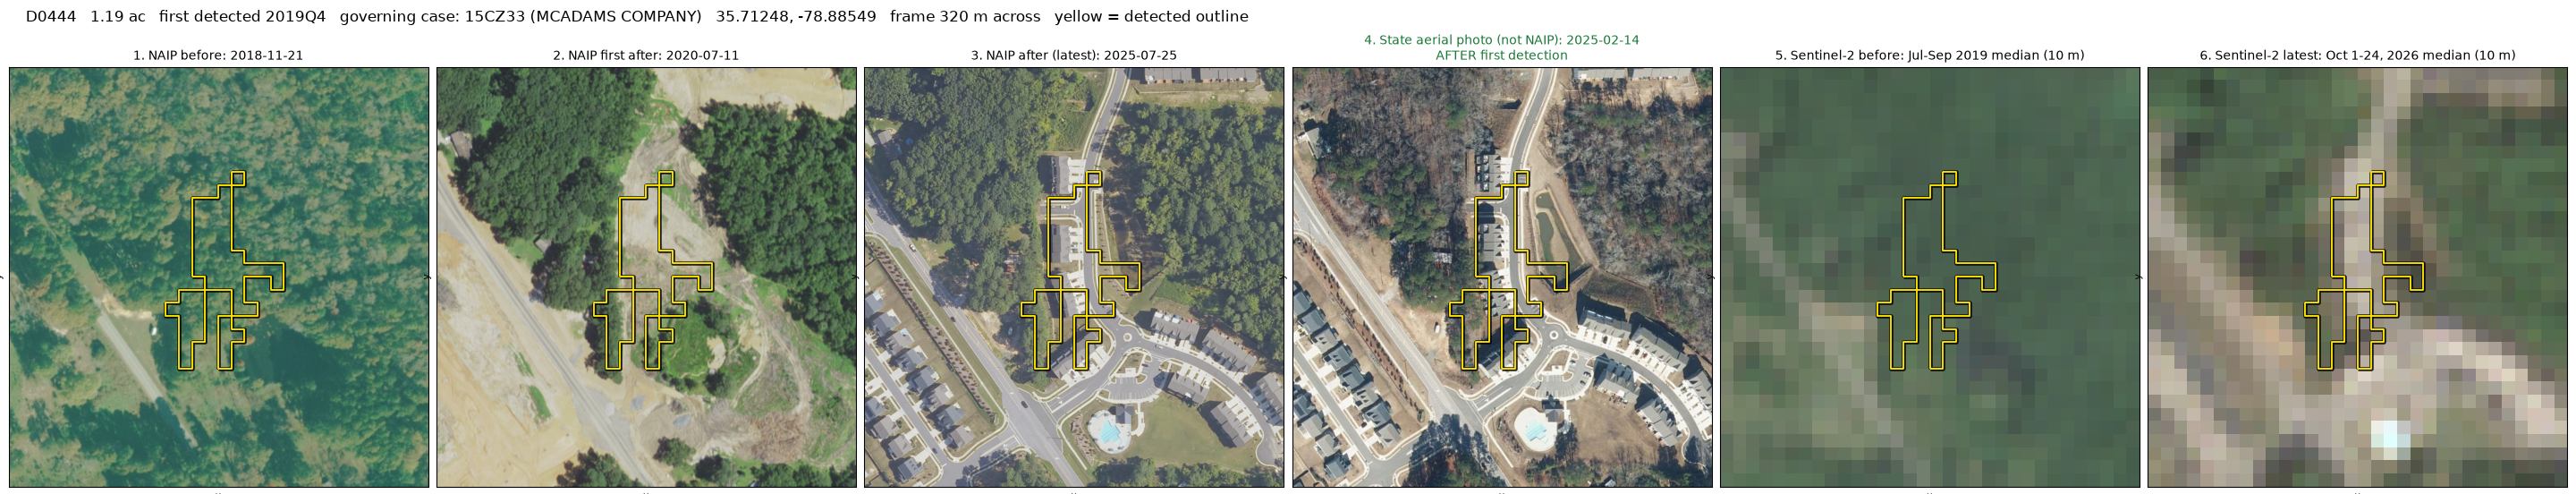 D0444   1.19 ac   first detected 2019Q4   governing case: 15CZ33 (MCADAMS COMPANY)   35.71248, -78.88549   frame 320 m across   yellow = detected outline
1. NAIP before: 2018-11-21
2. NAIP first after: 2020-07-11
3. NAIP after (latest): 2025-07-25
4. State aerial photo (not NAIP): 2025-02-14
AFTER first detection
5. Sentinel-2 before: Jul-Sep 2019 median (10 m)
6. Sentinel-2 latest: Oct 1-24, 2026 median (10 m)